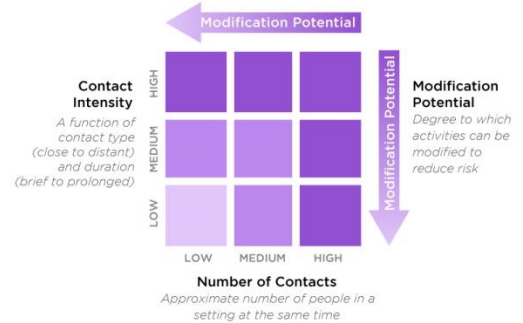 Modification Potential
Contact
Intensity
A function of
contact type
(close to distant)
and duration
(brief to prolonged)
HIGH
MEDIUM
LOW
Modification Potential
Modification
Potential
Degree to which
activities can be
modified to
reduce risk
LOW MEDIUM HIGH
Number of Contacts
Approximate number of people in a
setting at the same time